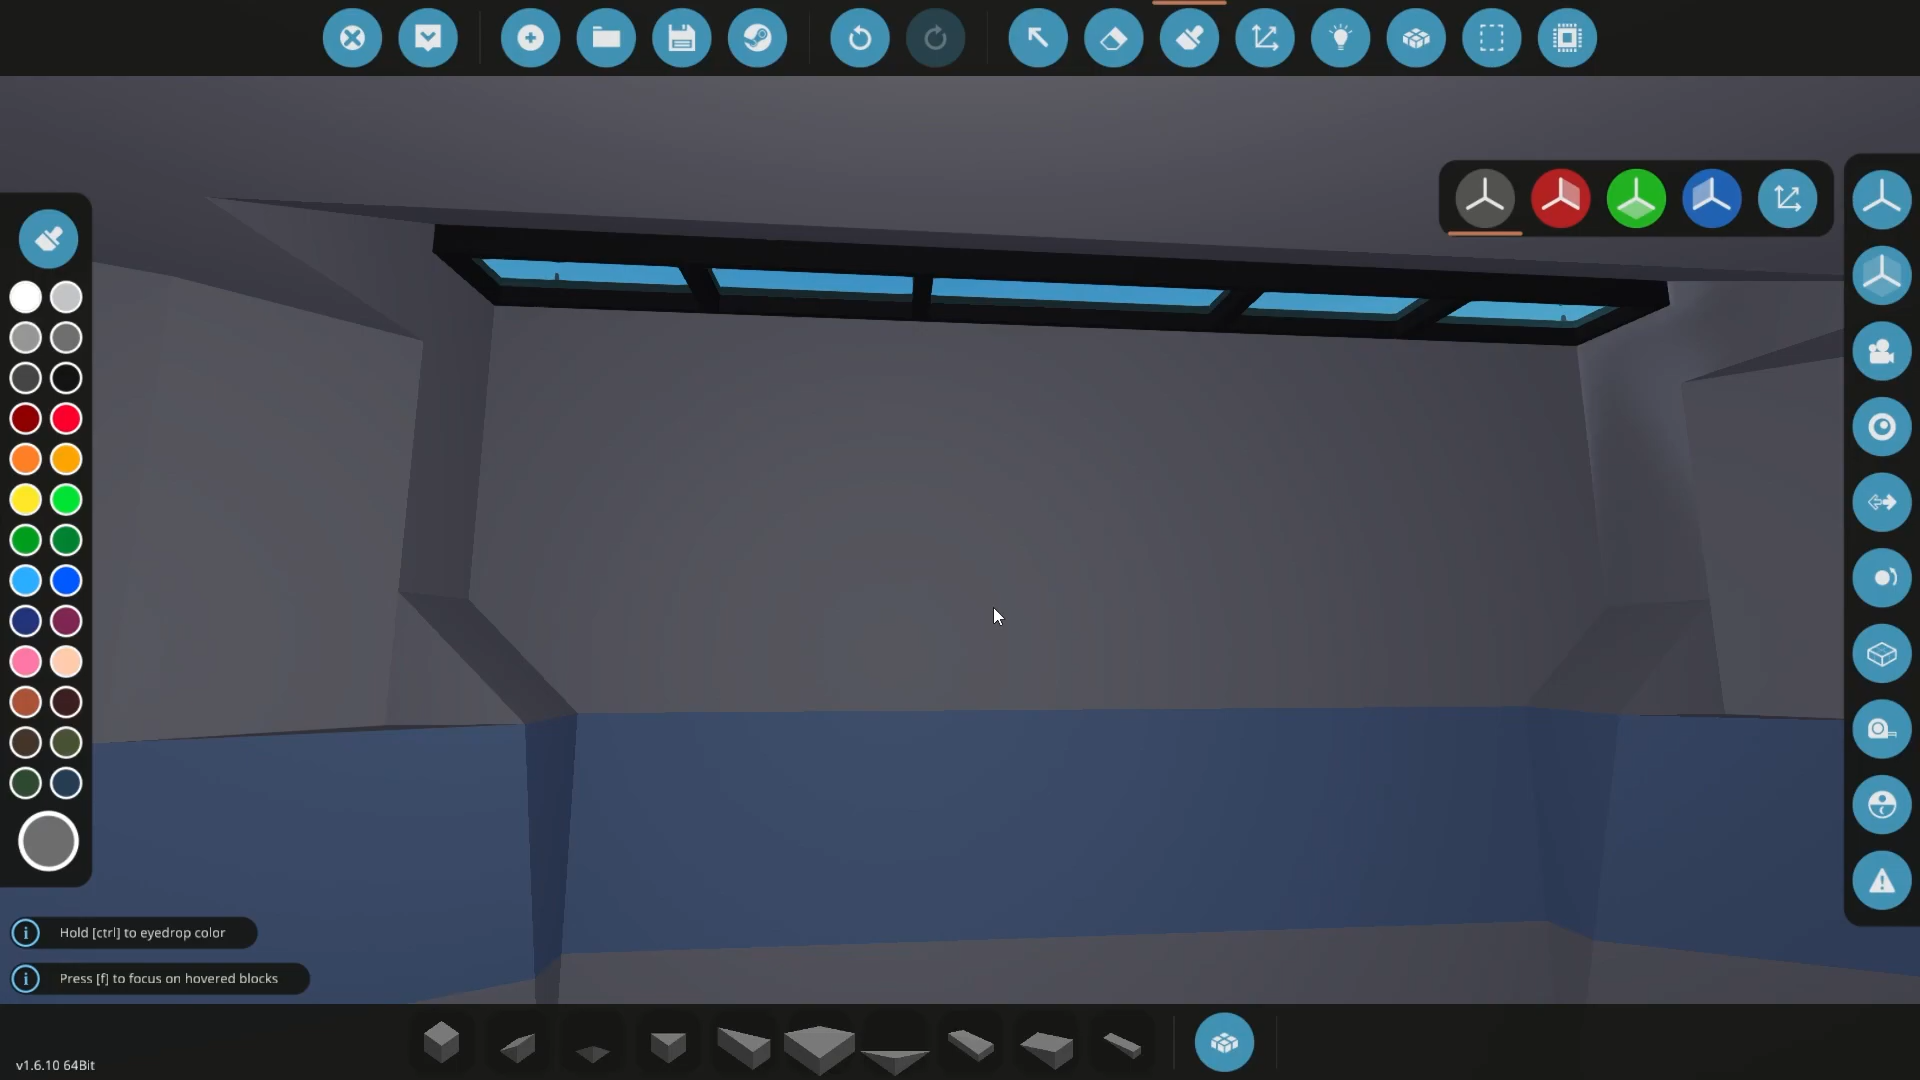 Hold [ctrl] to eyedrop color
Press [f] to focus on hovered blocks
v1.6.10 64Bit